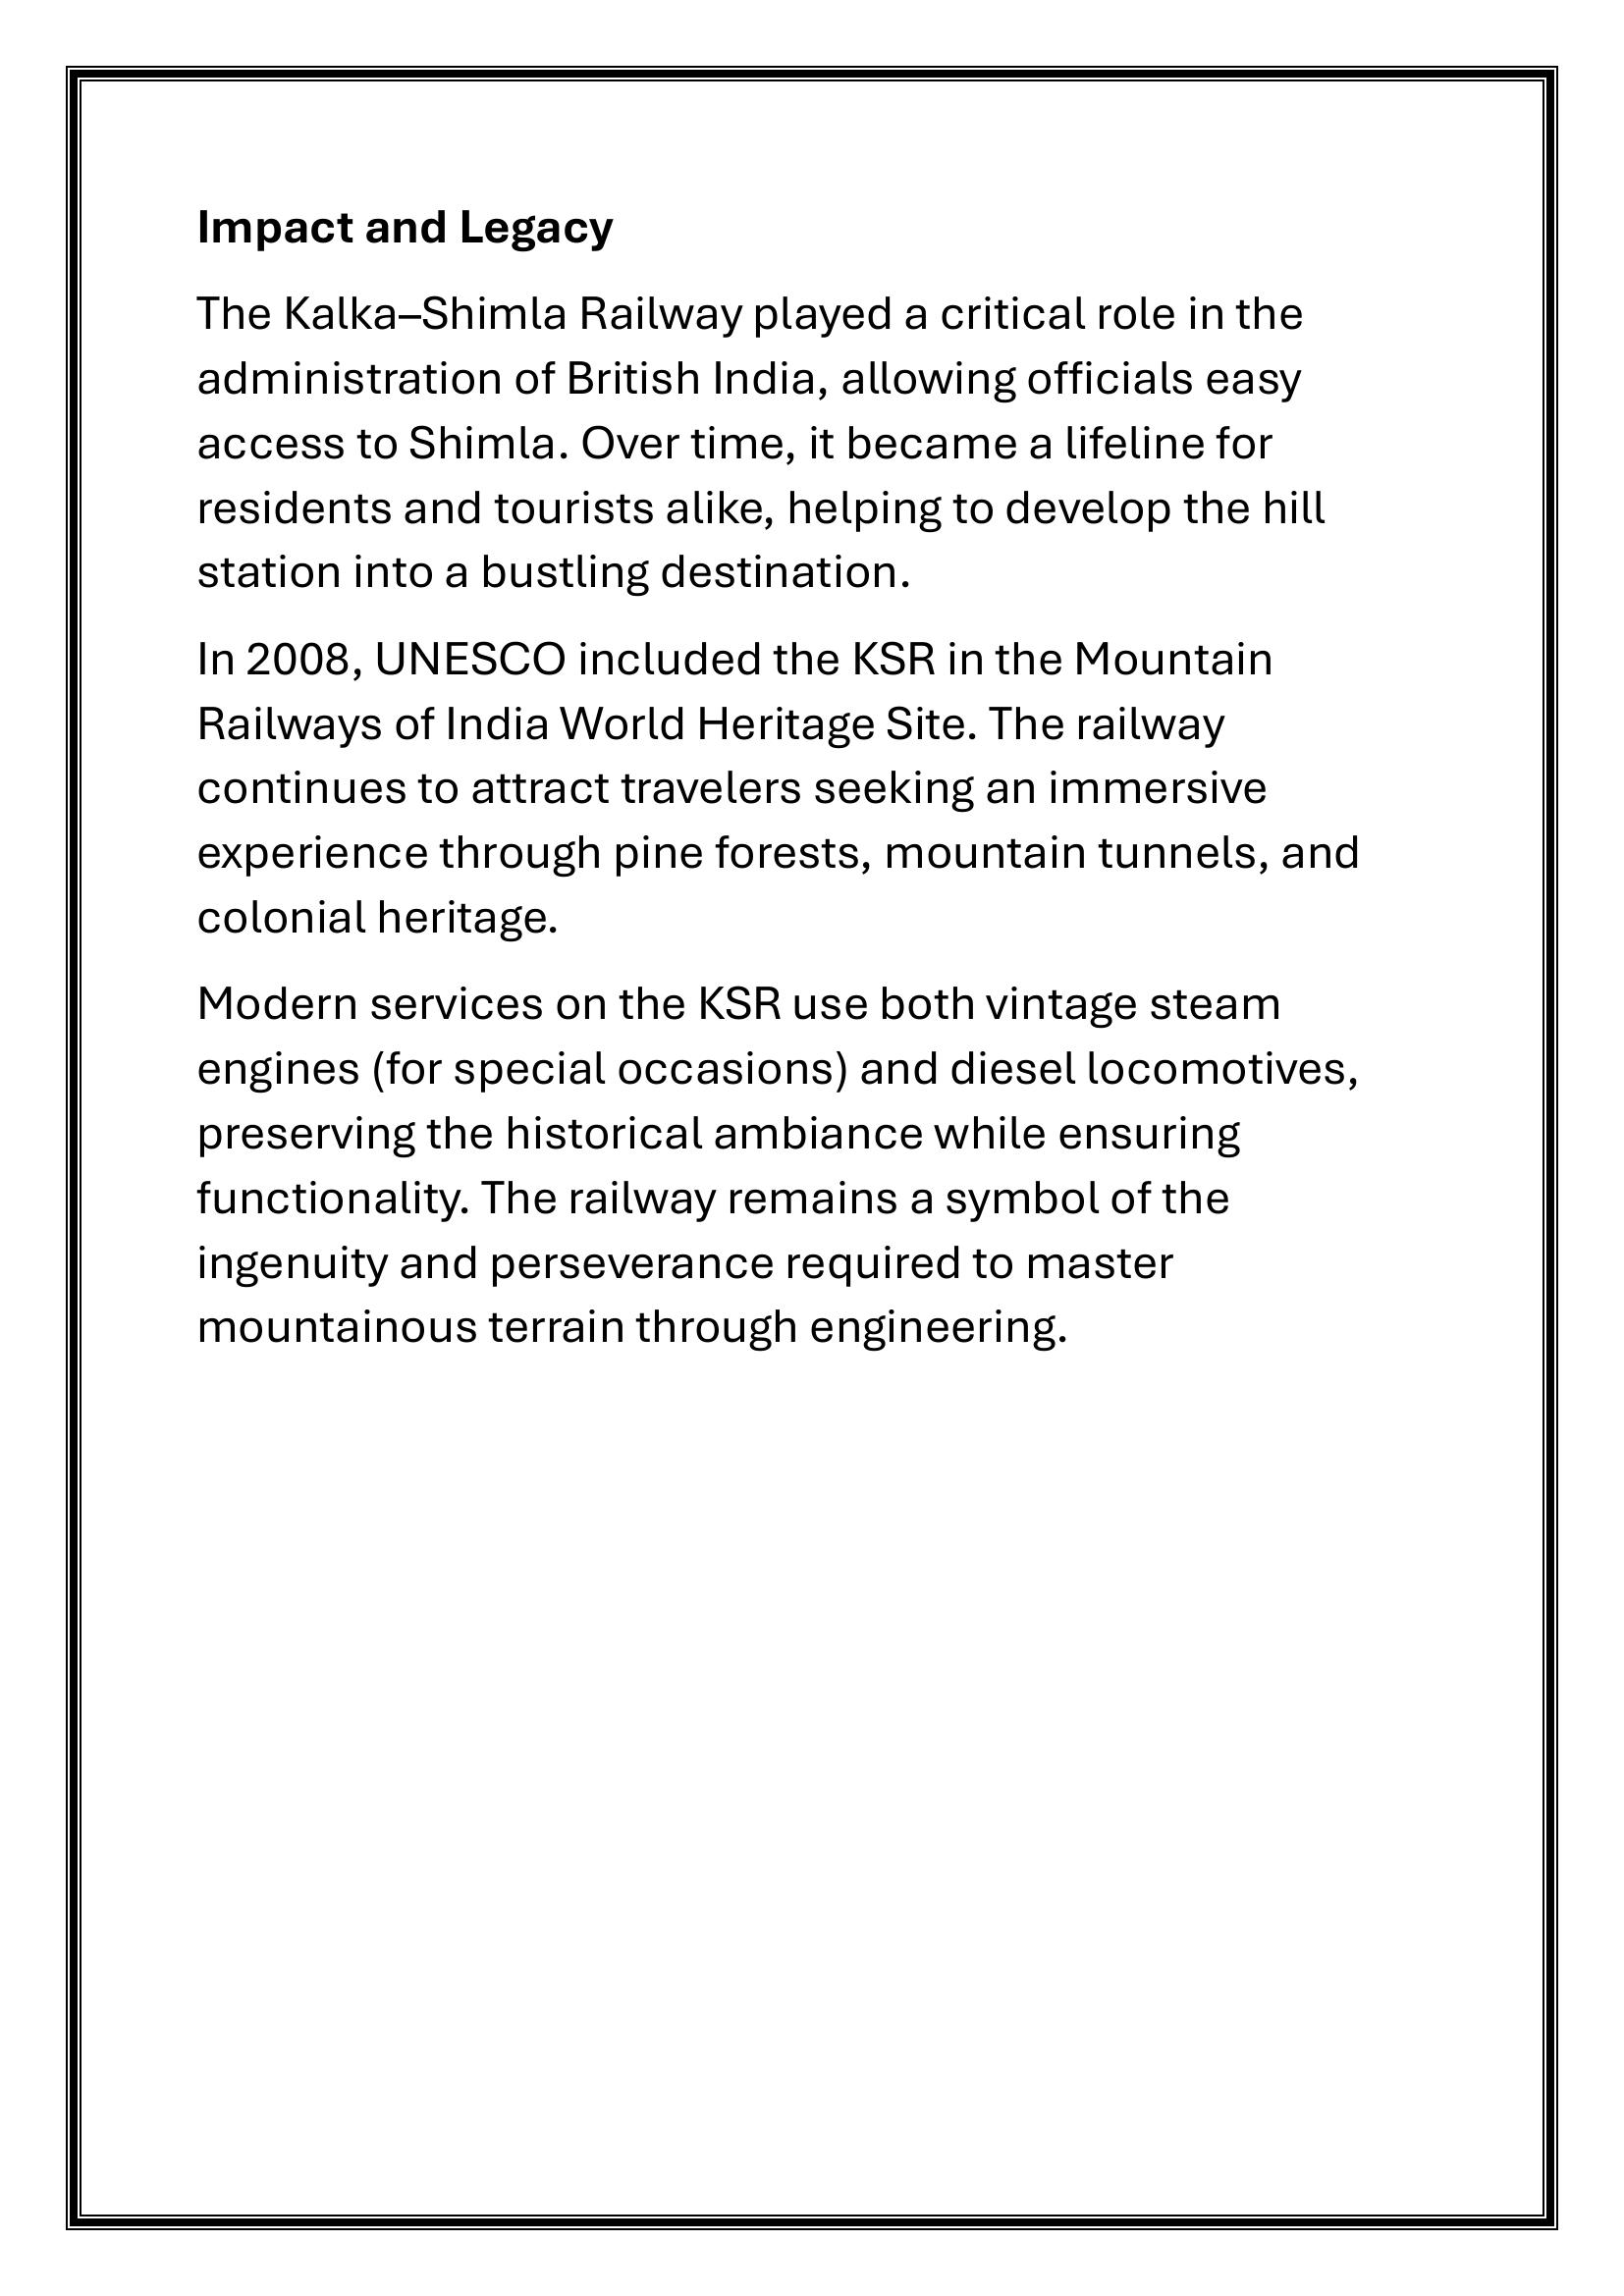 Impact and Legacy
The Kalka–Shimla Railway played a critical role in the
administration of British India, allowing officials easy
access to Shimla. Over time, it became a lifeline for
residents and tourists alike, helping to develop the hill
station into a bustling destination.
In 2008, UNESCO included the KSR in the Mountain
Railways of India World Heritage Site. The railway
continues to attract travelers seeking an immersive
experience through pine forests, mountain tunnels, and
colonial heritage.
Modern services on the KSR use both vintage steam
engines (for special occasions) and diesel locomotives,
preserving the historical ambiance while ensuring
functionality. The railway remains a symbol of the
ingenuity and perseverance required to master
mountainous terrain through engineering.